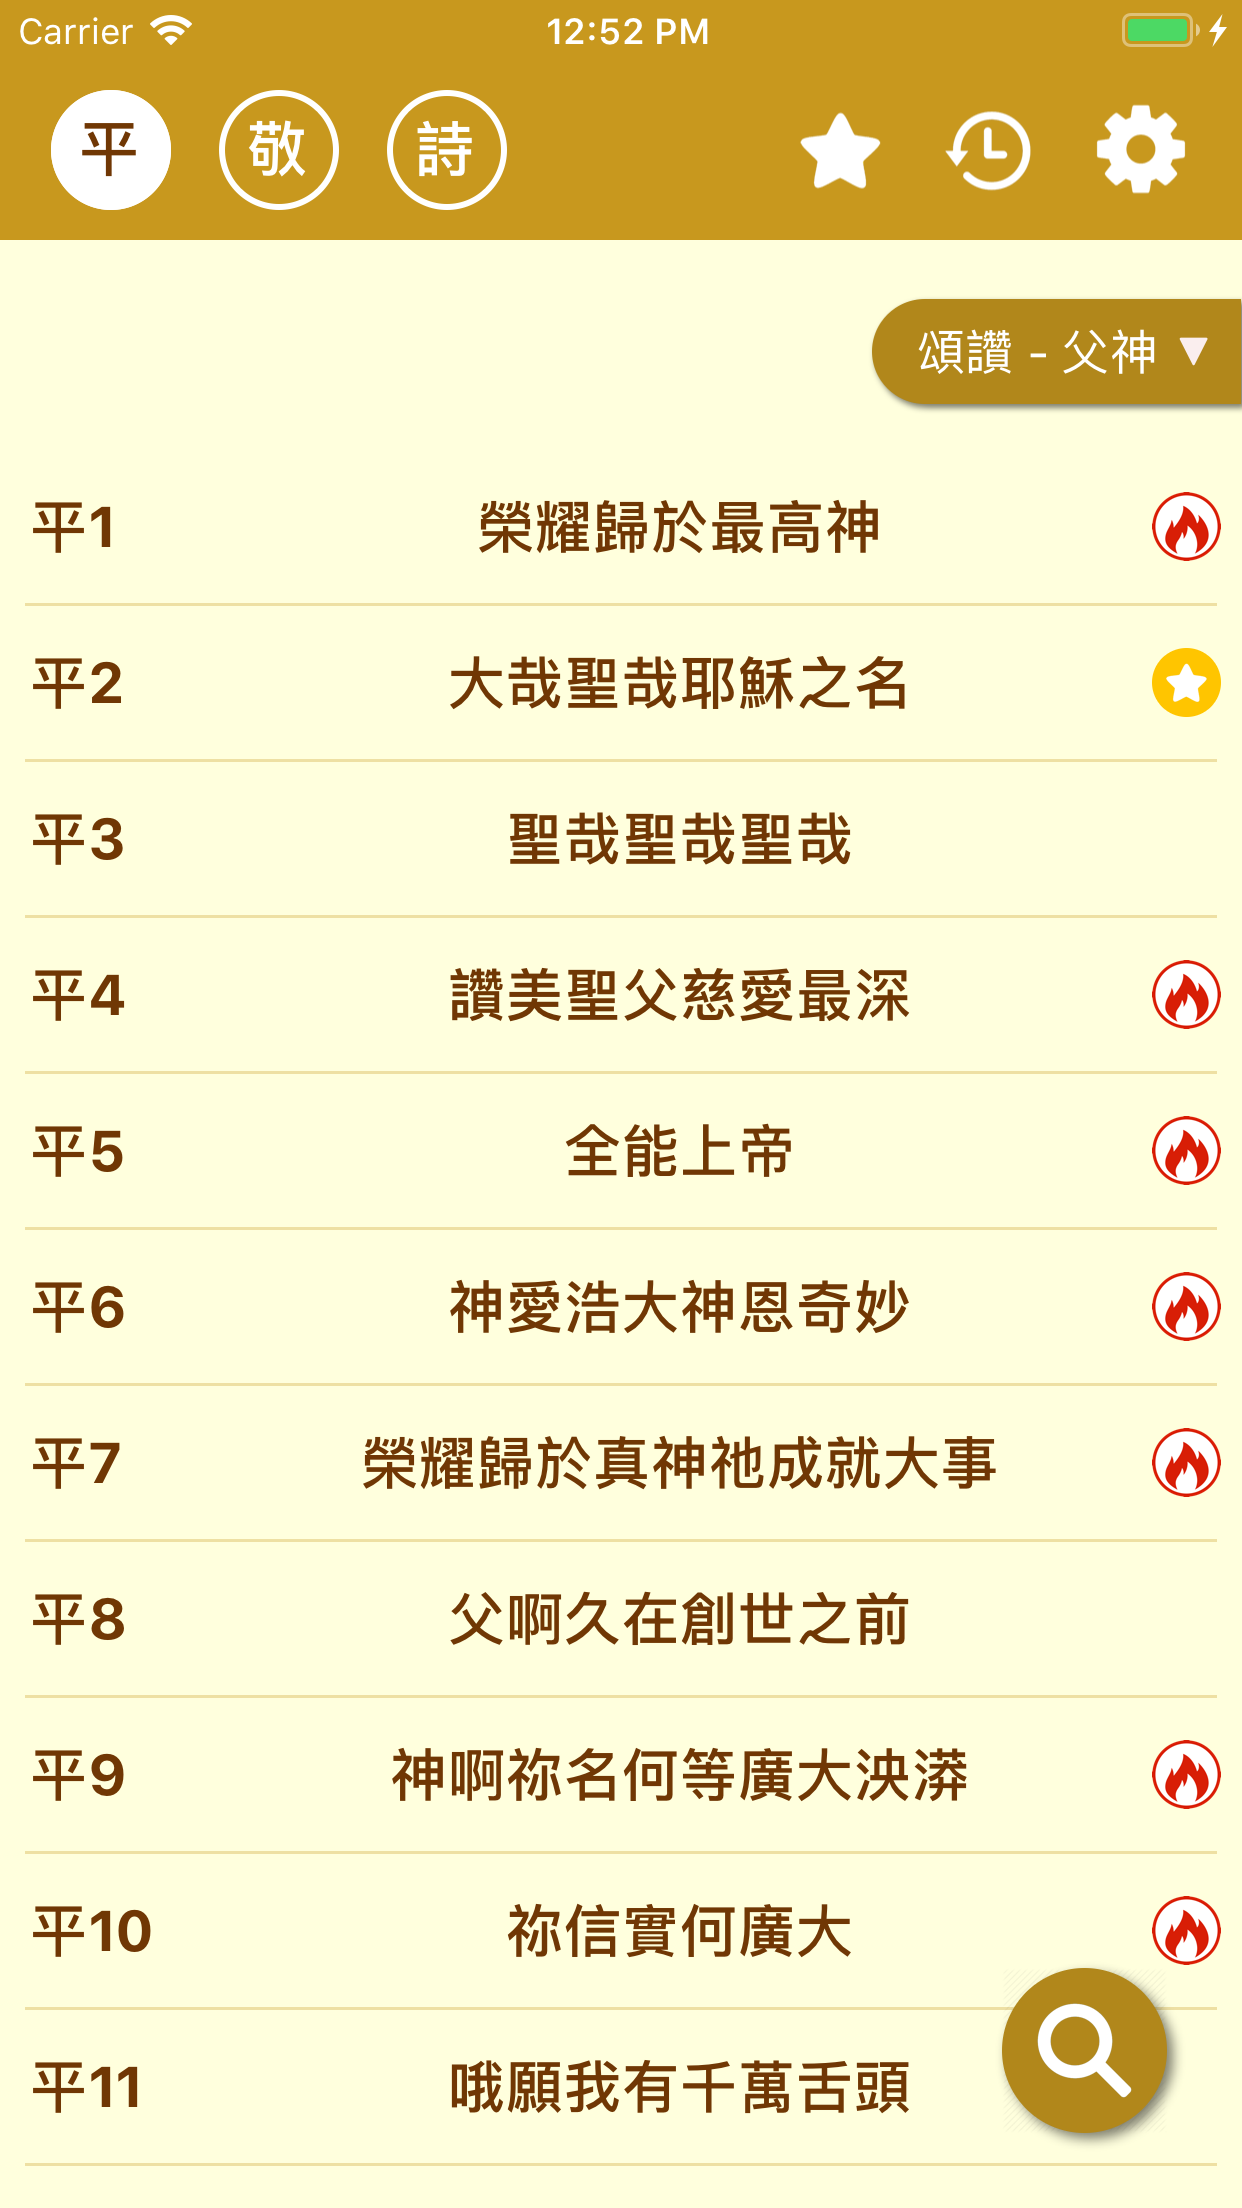 Carrier 12:52 PM
平 敬 詩
頌讚 - 父神 ▼
平1 榮耀歸於最高神
平2 大哉聖哉耶穌之名
平3 聖哉聖哉聖哉
平4 讚美聖父慈愛最深
平5 全能上帝
平6 神愛浩大神恩奇妙
平7 榮耀歸於真神祂成就大事
平8 父啊久在創世之前
平9 神啊祢名何等廣大泱漭
平10 祢信實何廣大
平11 哦願我有千萬舌頭